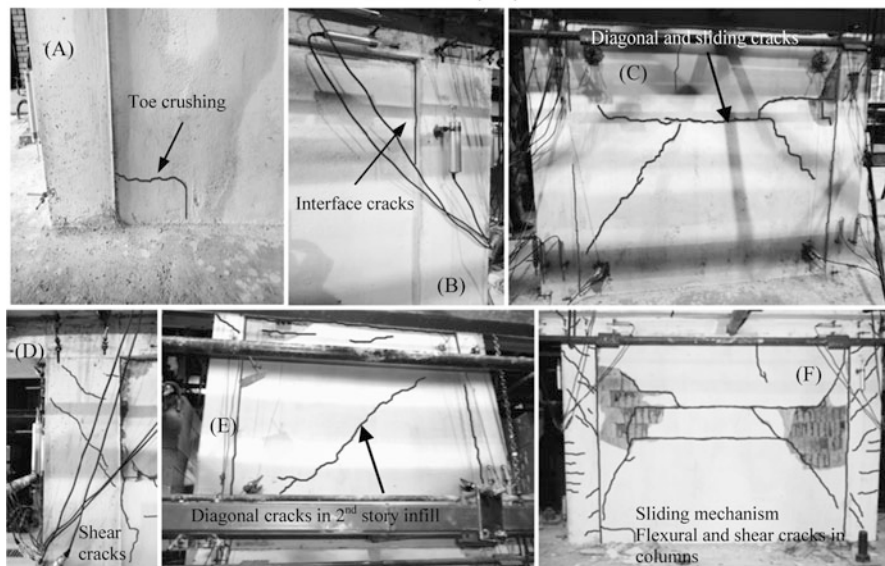 (A)
Toe crushing
Interface cracks
(B)
Diagonal and sliding cracks
(C)
(D)
Shear
cracks
(E)
Diagonal cracks in 2nd story infill
(F)
Sliding mechanism
Flexural and shear cracks in
columns